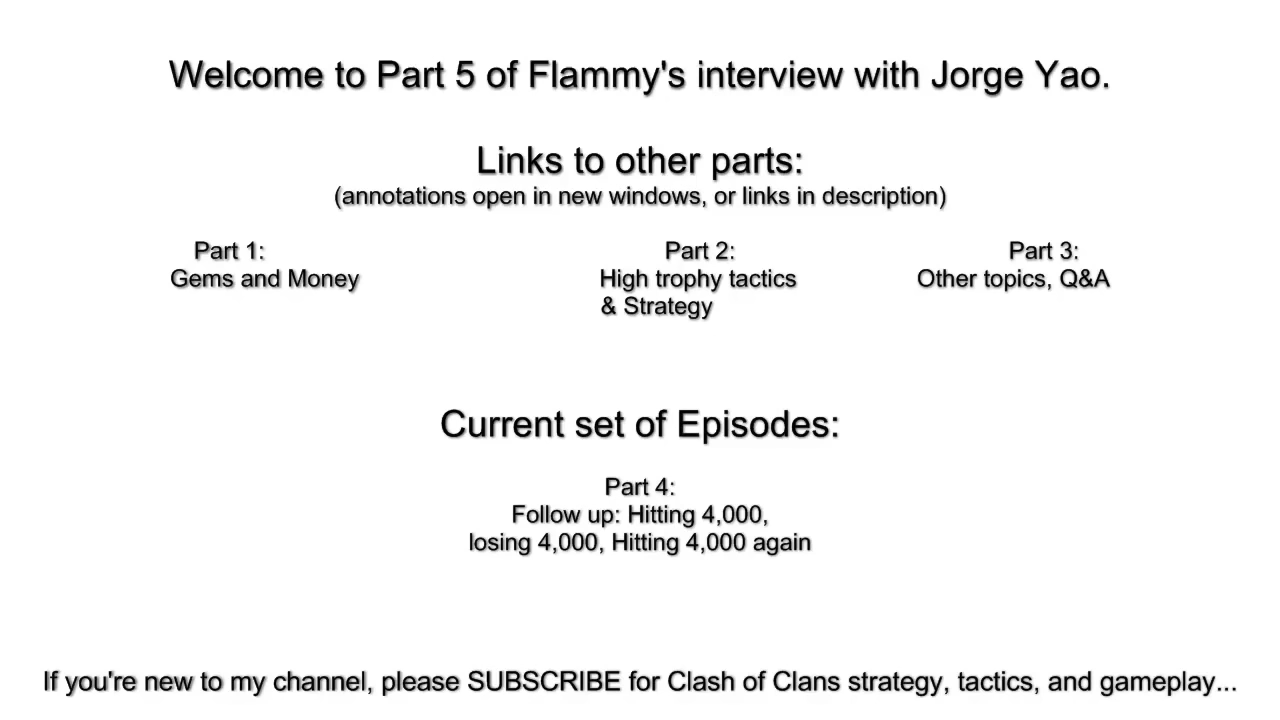 Welcome to Part 5 of Flammy's interview with Jorge Yao.
Links to other parts:
(annotations open in new windows, or links in description)
Part 1:
Gems and Money
Part 2:
High trophy tactics
& Strategy
Part 3:
Other topics, Q&A
Current set of Episodes:
Part 4:
Follow up: Hitting 4,000,
losing 4,000, Hitting 4,000 again
If you're new to my channel, please SUBSCRIBE for Clash of Clans strategy, tactics, and gameplay...